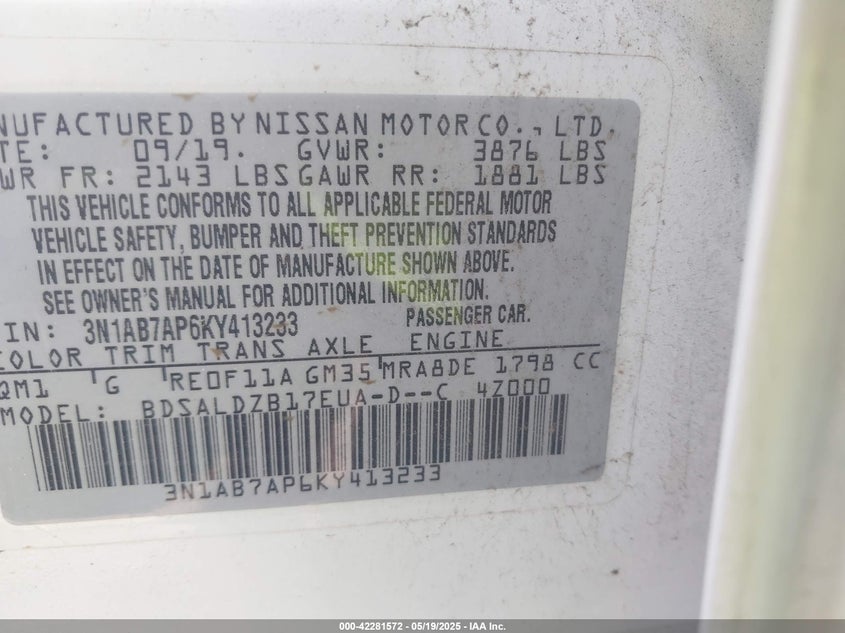 NUFACTURED BY NISSAN MOTOR CO., LTD.
TE: 09/19. GVWR: 3876 LBS
WR FR: 2143 LBS GAWR RR: 1881 LBS
THIS VEHICLE CONFORMS TO ALL APPLICABLE FEDERAL MOTOR
VEHICLE SAFETY, BUMPER AND THEFT PREVENTION STANDARDS
IN EFFECT ON THE DATE OF MANUFACTURE SHOWN ABOVE.
SEE OWNER'S MANUAL FOR ADDITIONAL INFORMATION.
IN: 3N1AB7AP6KY413233 PASSENGER CAR.
COLOR TRIM TRANS AXLE ENGINE
QM1 G RE0F11A GM35 MRA8DE 1798 CC
MODEL: BDSALDZB17EUA-D--C 4Z000
3N1AB7AP6KY413233
000-42281572 — 05/19/2025 — IAA Inc.